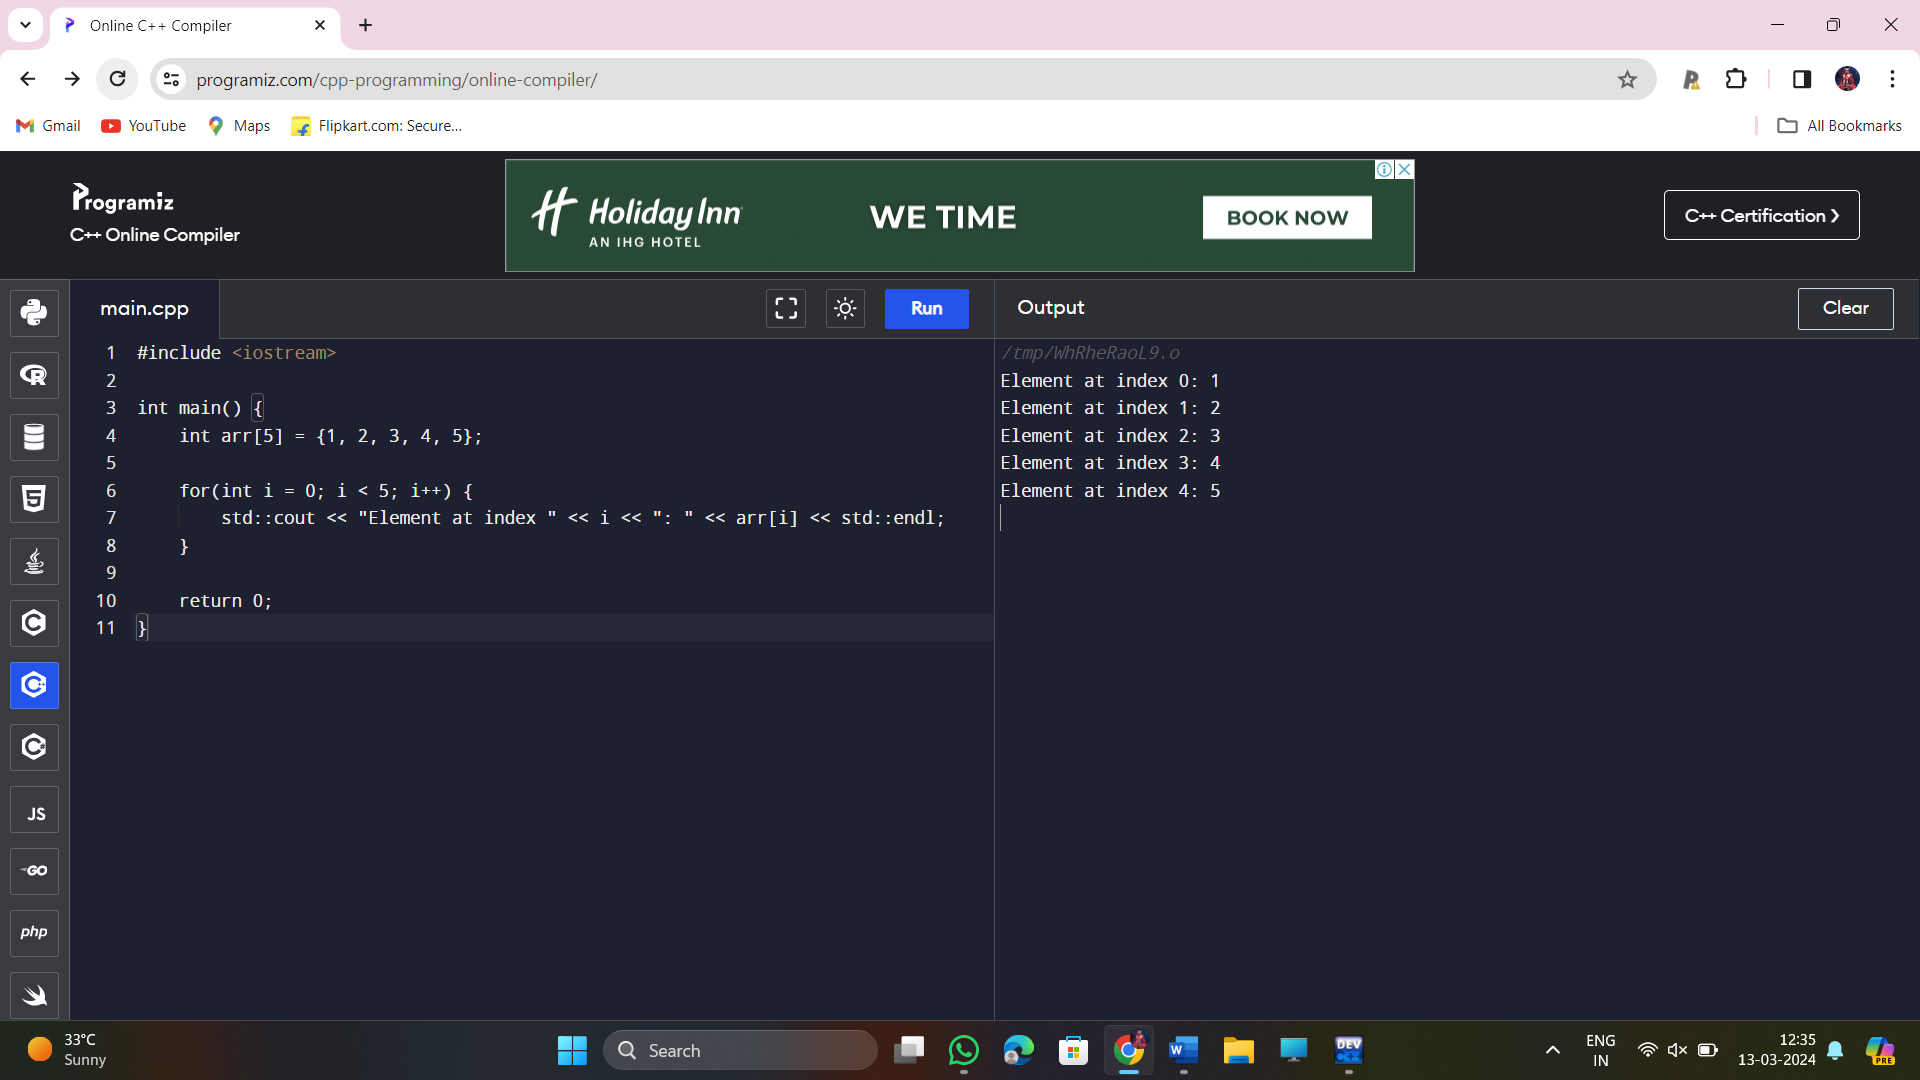 Online C++ Compiler
programiz.com/cpp-programming/online-compiler/
Gmail YouTube Maps Flipkart.com: Secure... All Bookmarks
Programiz
C++ Online Compiler
Holiday Inn
AN IHG HOTEL
WE TIME
BOOK NOW
C++ Certification >
main.cpp
Run
Output
Clear
1 #include <iostream>
2
3 int main() {
4     int arr[5] = {1, 2, 3, 4, 5};
5
6     for(int i = 0; i < 5; i++) {
7         std::cout << "Element at index " << i << ": " << arr[i] << std::endl;
8     }
9
10     return 0;
11 }
/tmp/WhRheRaoL9.o
Element at index 0: 1
Element at index 1: 2
Element at index 2: 3
Element at index 3: 4
Element at index 4: 5
JS
GO
php
33°C
Sunny
Search
DEV
C++
ENG
IN
12:35
13-03-2024
PRE